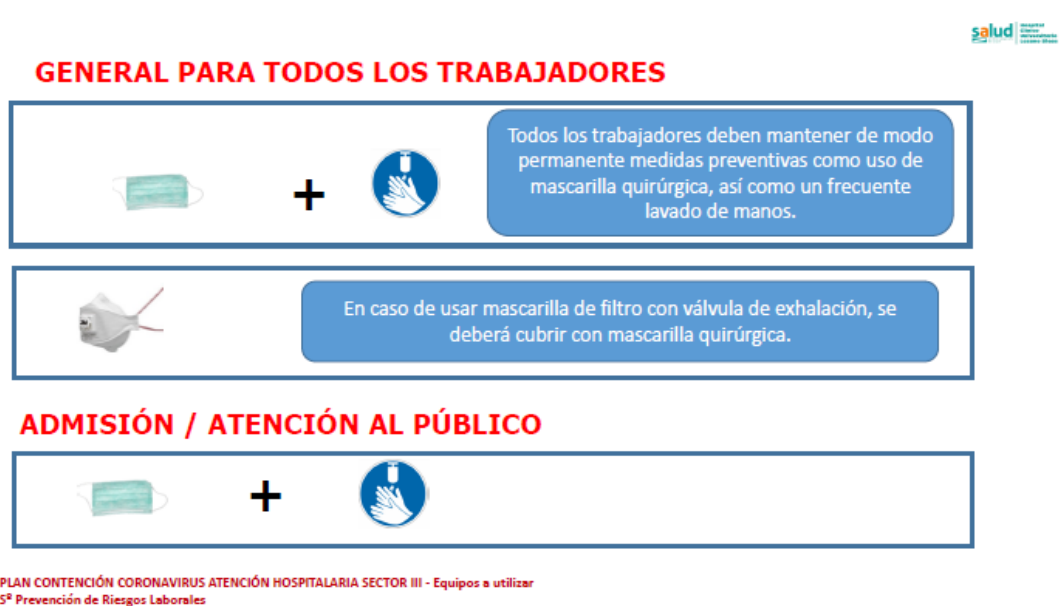 salud
GENERAL PARA TODOS LOS TRABAJADORES
Todos los trabajadores deben mantener de modo
permanente medidas preventivas como uso de
mascarilla quirúrgica, así como un frecuente
lavado de manos.
+
En caso de usar mascarilla de filtro con válvula de exhalación, se
deberá cubrir con mascarilla quirúrgica.
ADMISIÓN / ATENCIÓN AL PÚBLICO
+
PLAN CONTENCIÓN CORONAVIRUS ATENCIÓN HOSPITALARIA SECTOR III - Equipos a utilizar
Sº Prevención de Riesgos Laborales